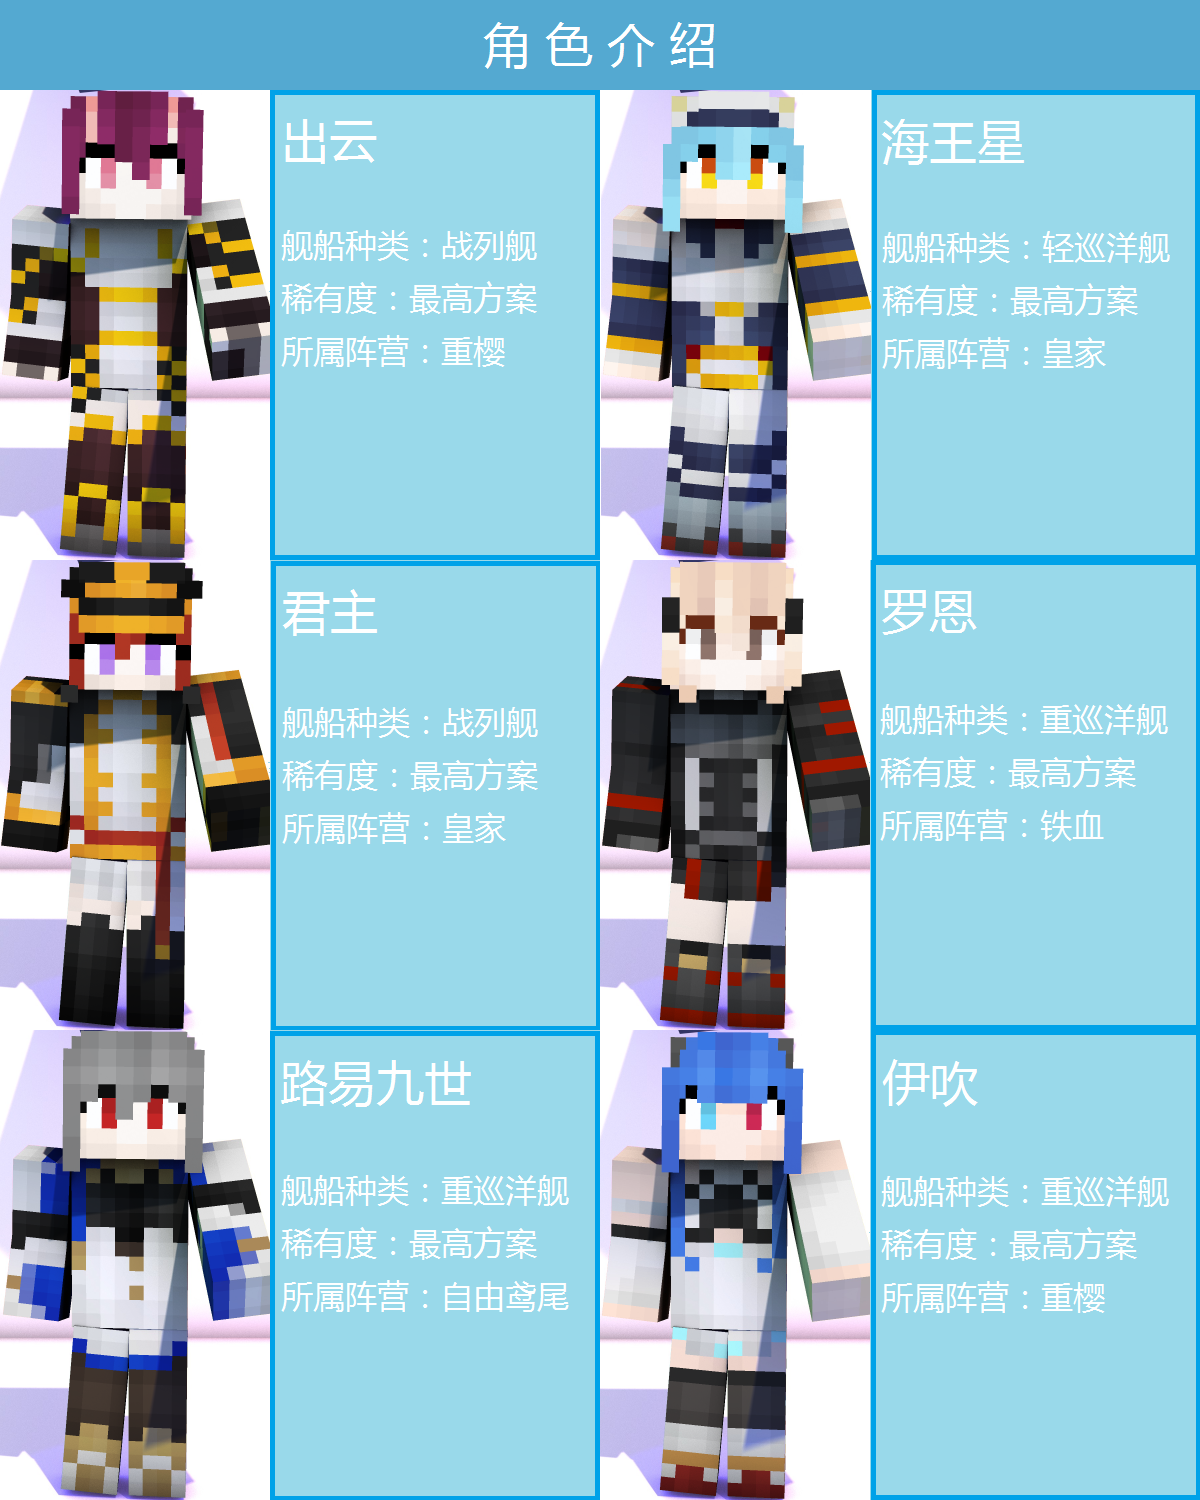 角色介绍
出云
舰船种类：战列舰
稀有度：最高方案
所属阵营：重樱
海王星
舰船种类：轻巡洋舰
稀有度：最高方案
所属阵营：皇家
君主
舰船种类：战列舰
稀有度：最高方案
所属阵营：皇家
罗恩
舰船种类：重巡洋舰
稀有度：最高方案
所属阵营：铁血
路易九世
舰船种类：重巡洋舰
稀有度：最高方案
所属阵营：自由鸢尾
伊吹
舰船种类：重巡洋舰
稀有度：最高方案
所属阵营：重樱